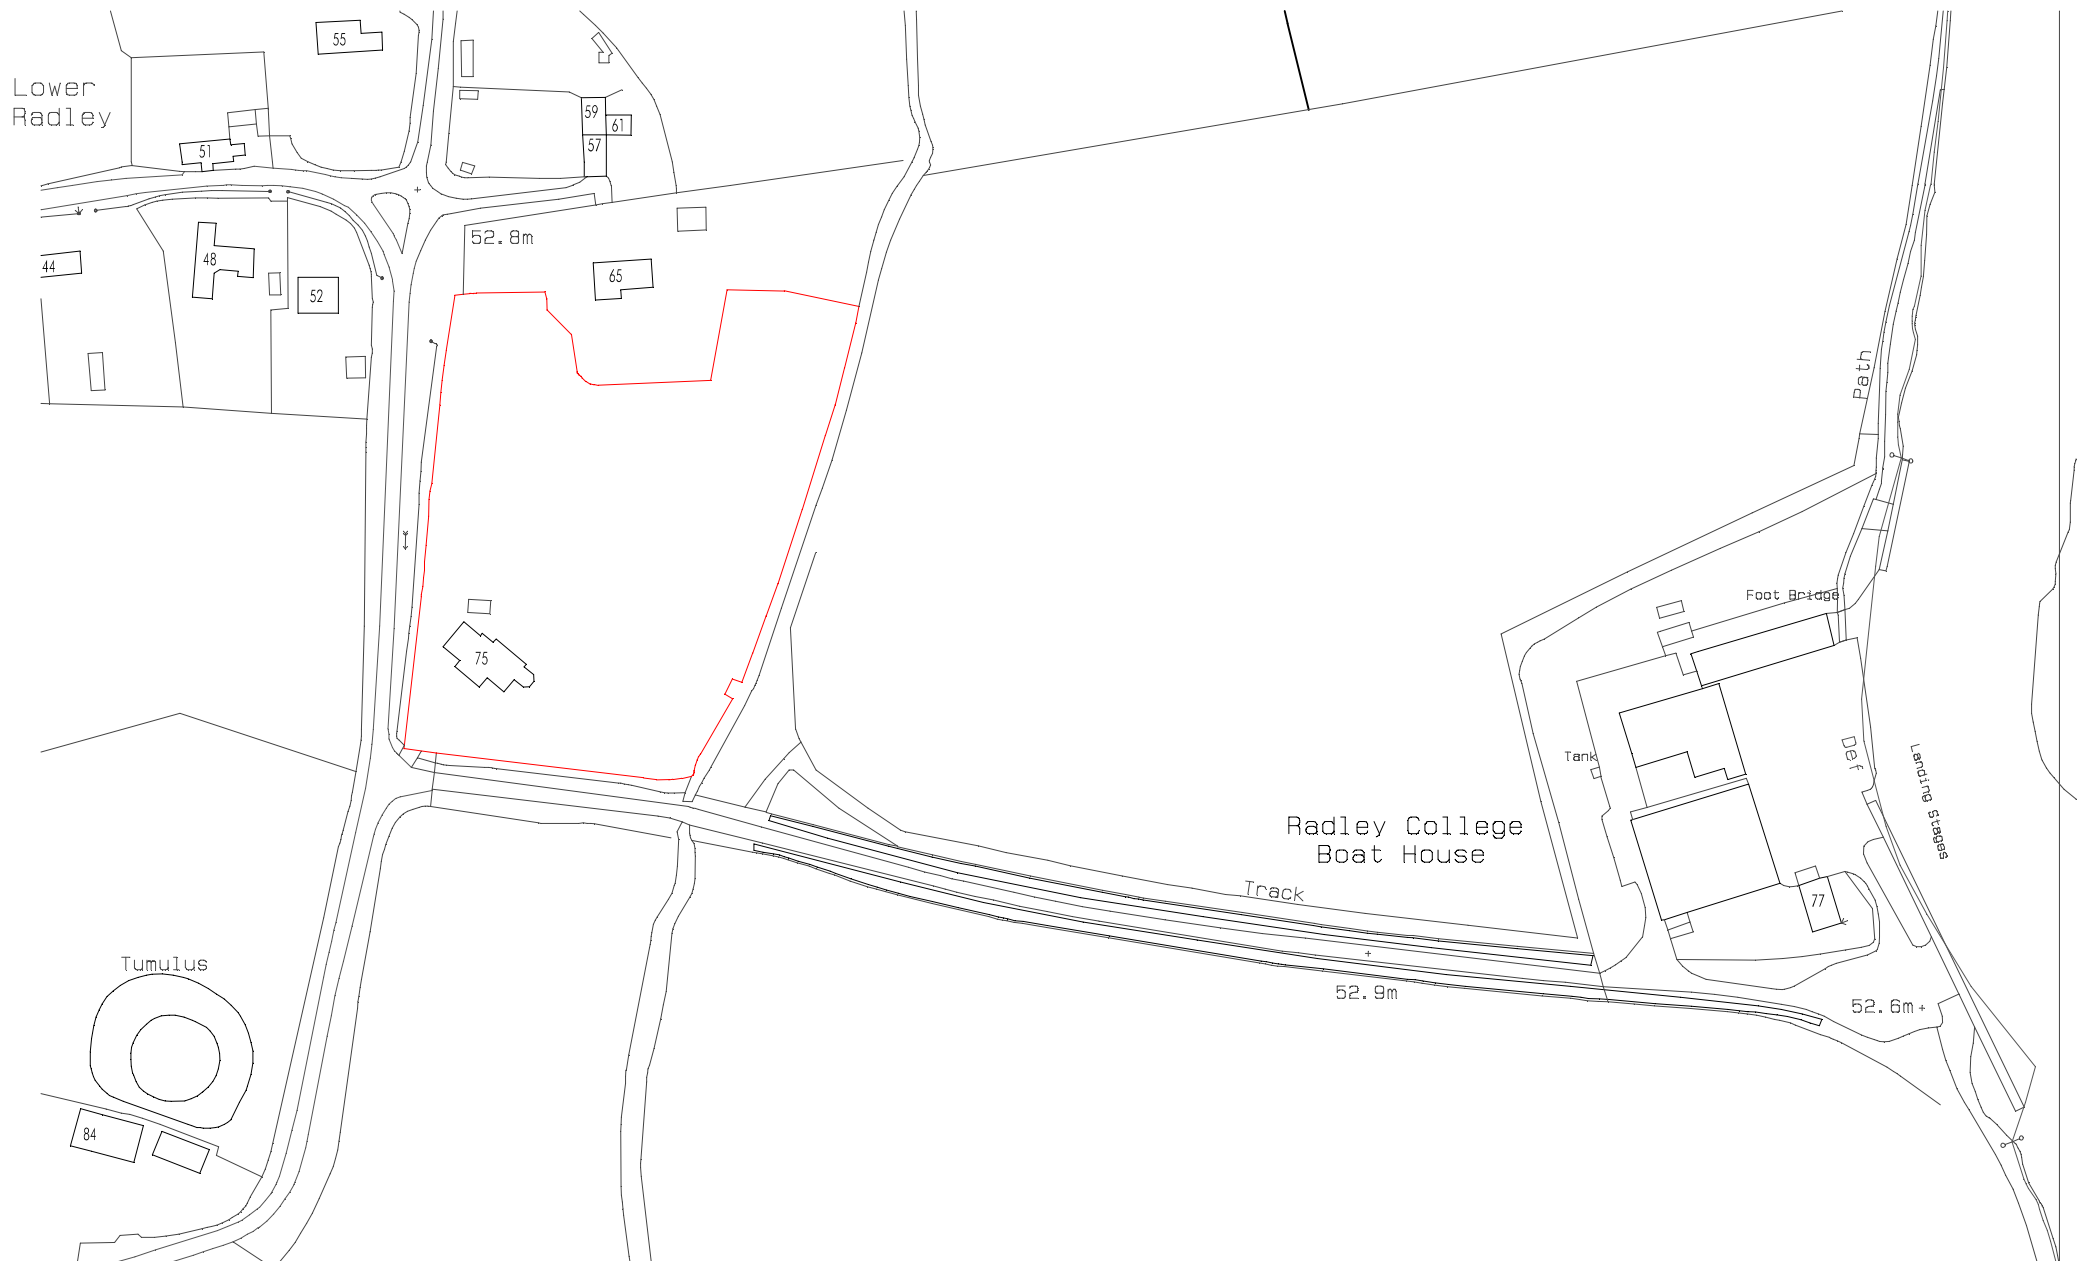 55
Lower
Radley
59
61
57
51
52.8m
48
44
65
52
Path
Foot Bridge
75
Def
Tank
Landing Stages
Radley College
Boat House
Track
77
Tumulus
52.9m
52.6m
84